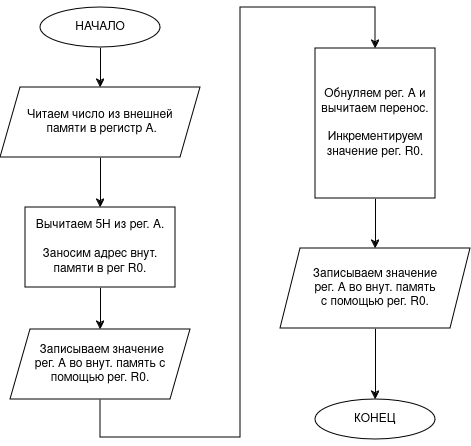 НАЧАЛО
Читаем число из внешней
памяти в регистр А.
Вычитаем 5Н из рег. А.
Заносим адрес внут.
памяти в рег R0.
Записываем значение
рег. А во внут. память с
помощью рег. R0.
Обнуляем рег. А и
вычитаем перенос.
Инкрементируем
значение рег. R0.
Записываем значение
рег. А во внут. память
с помощью рег. R0.
КОНЕЦ